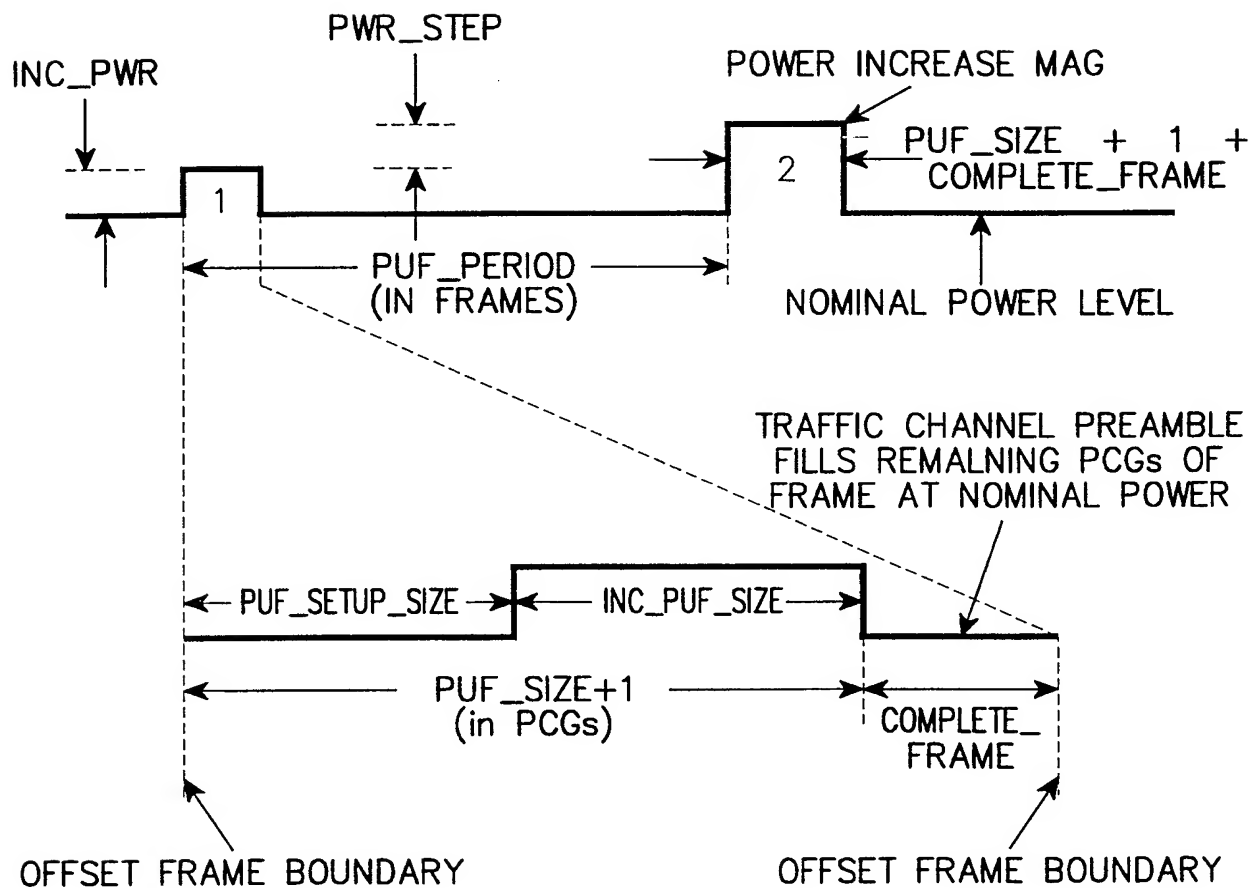 PWR_STEP
INC_PWR
POWER INCREASE MAG
1
2
PUF_SIZE + 1 +
COMPLETE_FRAME
PUF_PERIOD
(IN FRAMES)
NOMINAL POWER LEVEL
TRAFFIC CHANNEL PREAMBLE
FILLS REMALNING PCGs OF
FRAME AT NOMINAL POWER
PUF_SETUP_SIZE
INC_PUF_SIZE
PUF_SIZE+1
(in PCGs)
COMPLETE_
FRAME
OFFSET FRAME BOUNDARY
OFFSET FRAME BOUNDARY